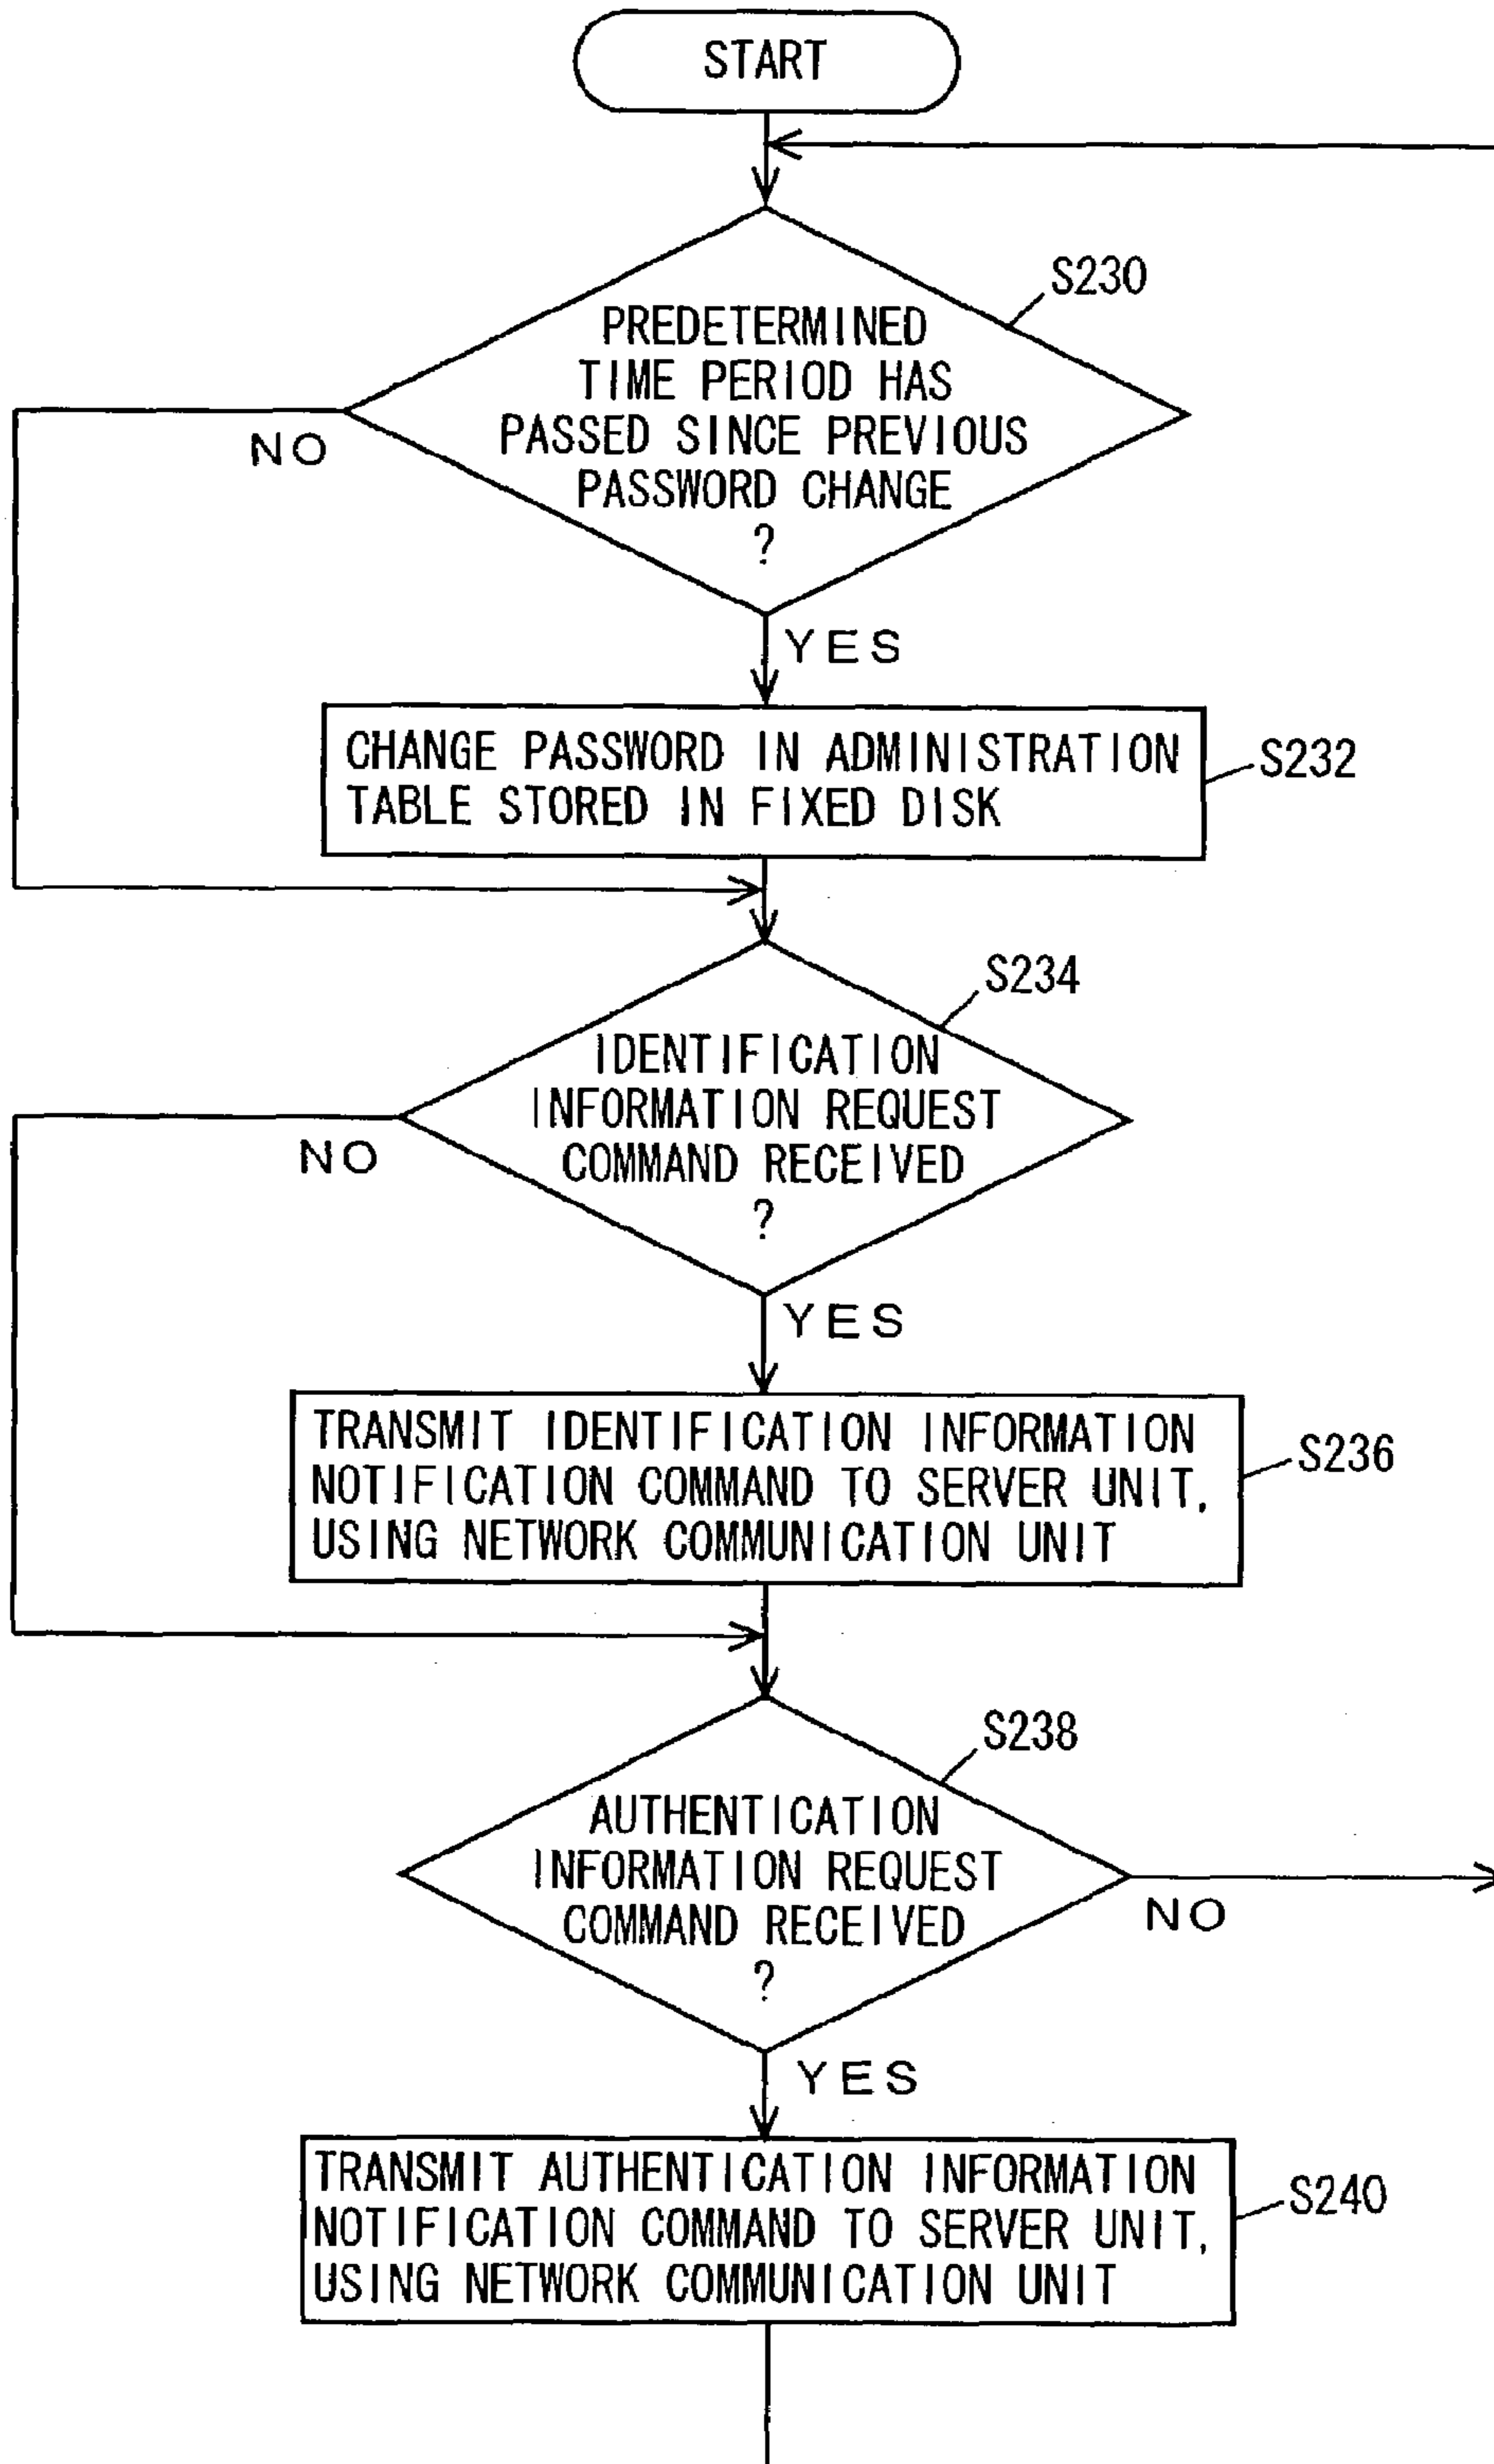 START
S230
PREDETERMINED
TIME PERIOD HAS
PASSED SINCE PREVIOUS
PASSWORD CHANGE
?
NO
YES
CHANGE PASSWORD IN ADMINISTRATION
TABLE STORED IN FIXED DISK
S232
S234
IDENTIFICATION
INFORMATION REQUEST
COMMAND RECEIVED
?
NO
YES
TRANSMIT IDENTIFICATION INFORMATION
NOTIFICATION COMMAND TO SERVER UNIT,
USING NETWORK COMMUNICATION UNIT
S236
S238
AUTHENTICATION
INFORMATION REQUEST
COMMAND RECEIVED
?
NO
YES
TRANSMIT AUTHENTICATION INFORMATION
NOTIFICATION COMMAND TO SERVER UNIT,
USING NETWORK COMMUNICATION UNIT
S240